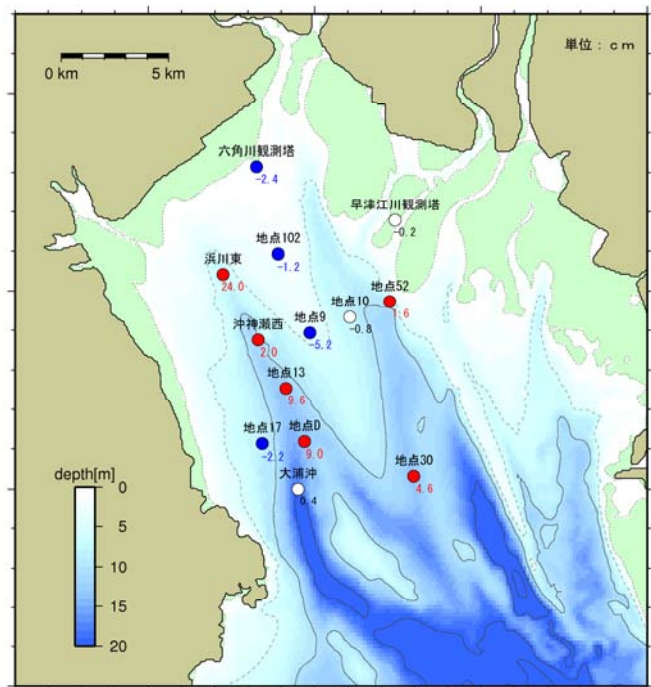 単位：ｃｍ
0 km 5 km
六角川観測塔
-2.4
早津江川観測塔
-0.2
地点102
-1.2
浜川東
24.0
地点52
1.6
地点10
-0.8
地点9
-5.2
沖神瀬西
2.0
地点13
9.6
地点17
-2.2
地点D
9.0
地点30
4.6
大浦沖
0.4
depth[m]
0
5
10
15
20